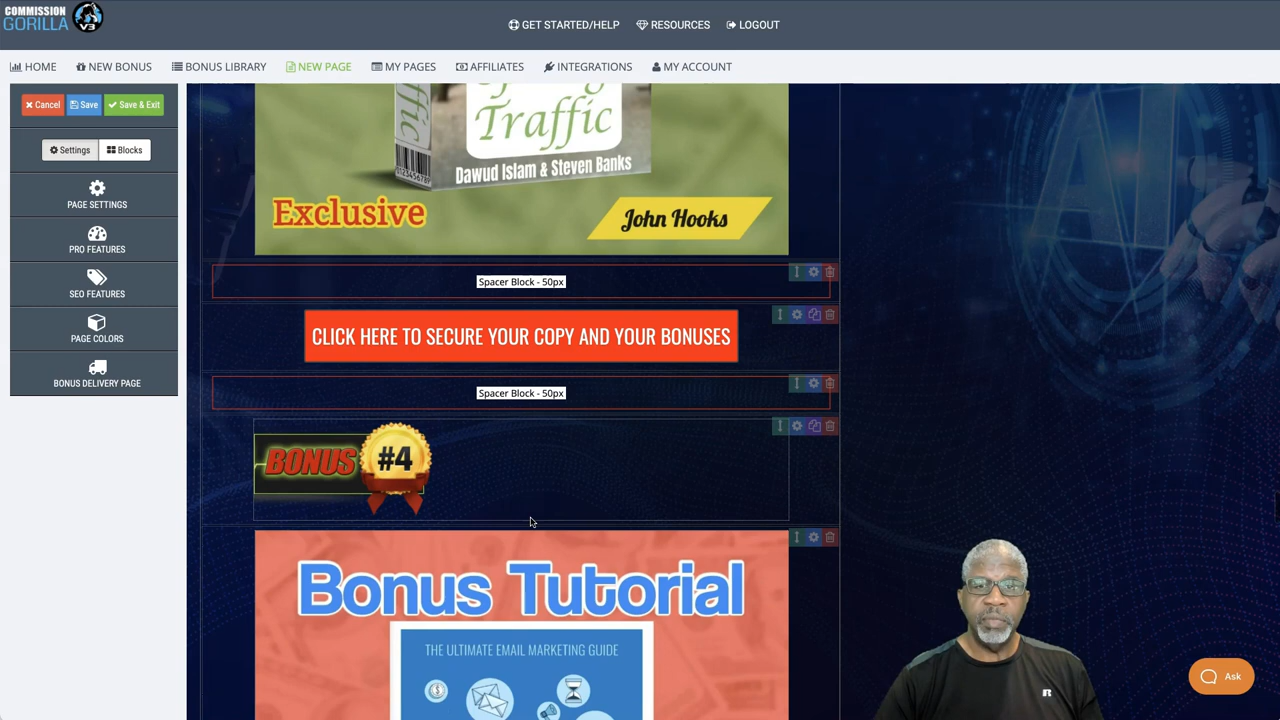 COMMISSION
GORILLA V3
GET STARTED/HELP RESOURCES LOGOUT
HOME NEW BONUS BONUS LIBRARY NEW PAGE MY PAGES AFFILIATES INTEGRATIONS MY ACCOUNT
Cancel Save Save & Exit
Settings Blocks
PAGE SETTINGS
PRO FEATURES
SEO FEATURES
PAGE COLORS
BONUS DELIVERY PAGE
Traffic
Dawud Islam & Steven Banks
Exclusive
John Hooks
Spacer Block - 50px
CLICK HERE TO SECURE YOUR COPY AND YOUR BONUSES
Spacer Block - 50px
BONUS #4
Bonus Tutorial
THE ULTIMATE EMAIL MARKETING GUIDE
AI
R
Ask